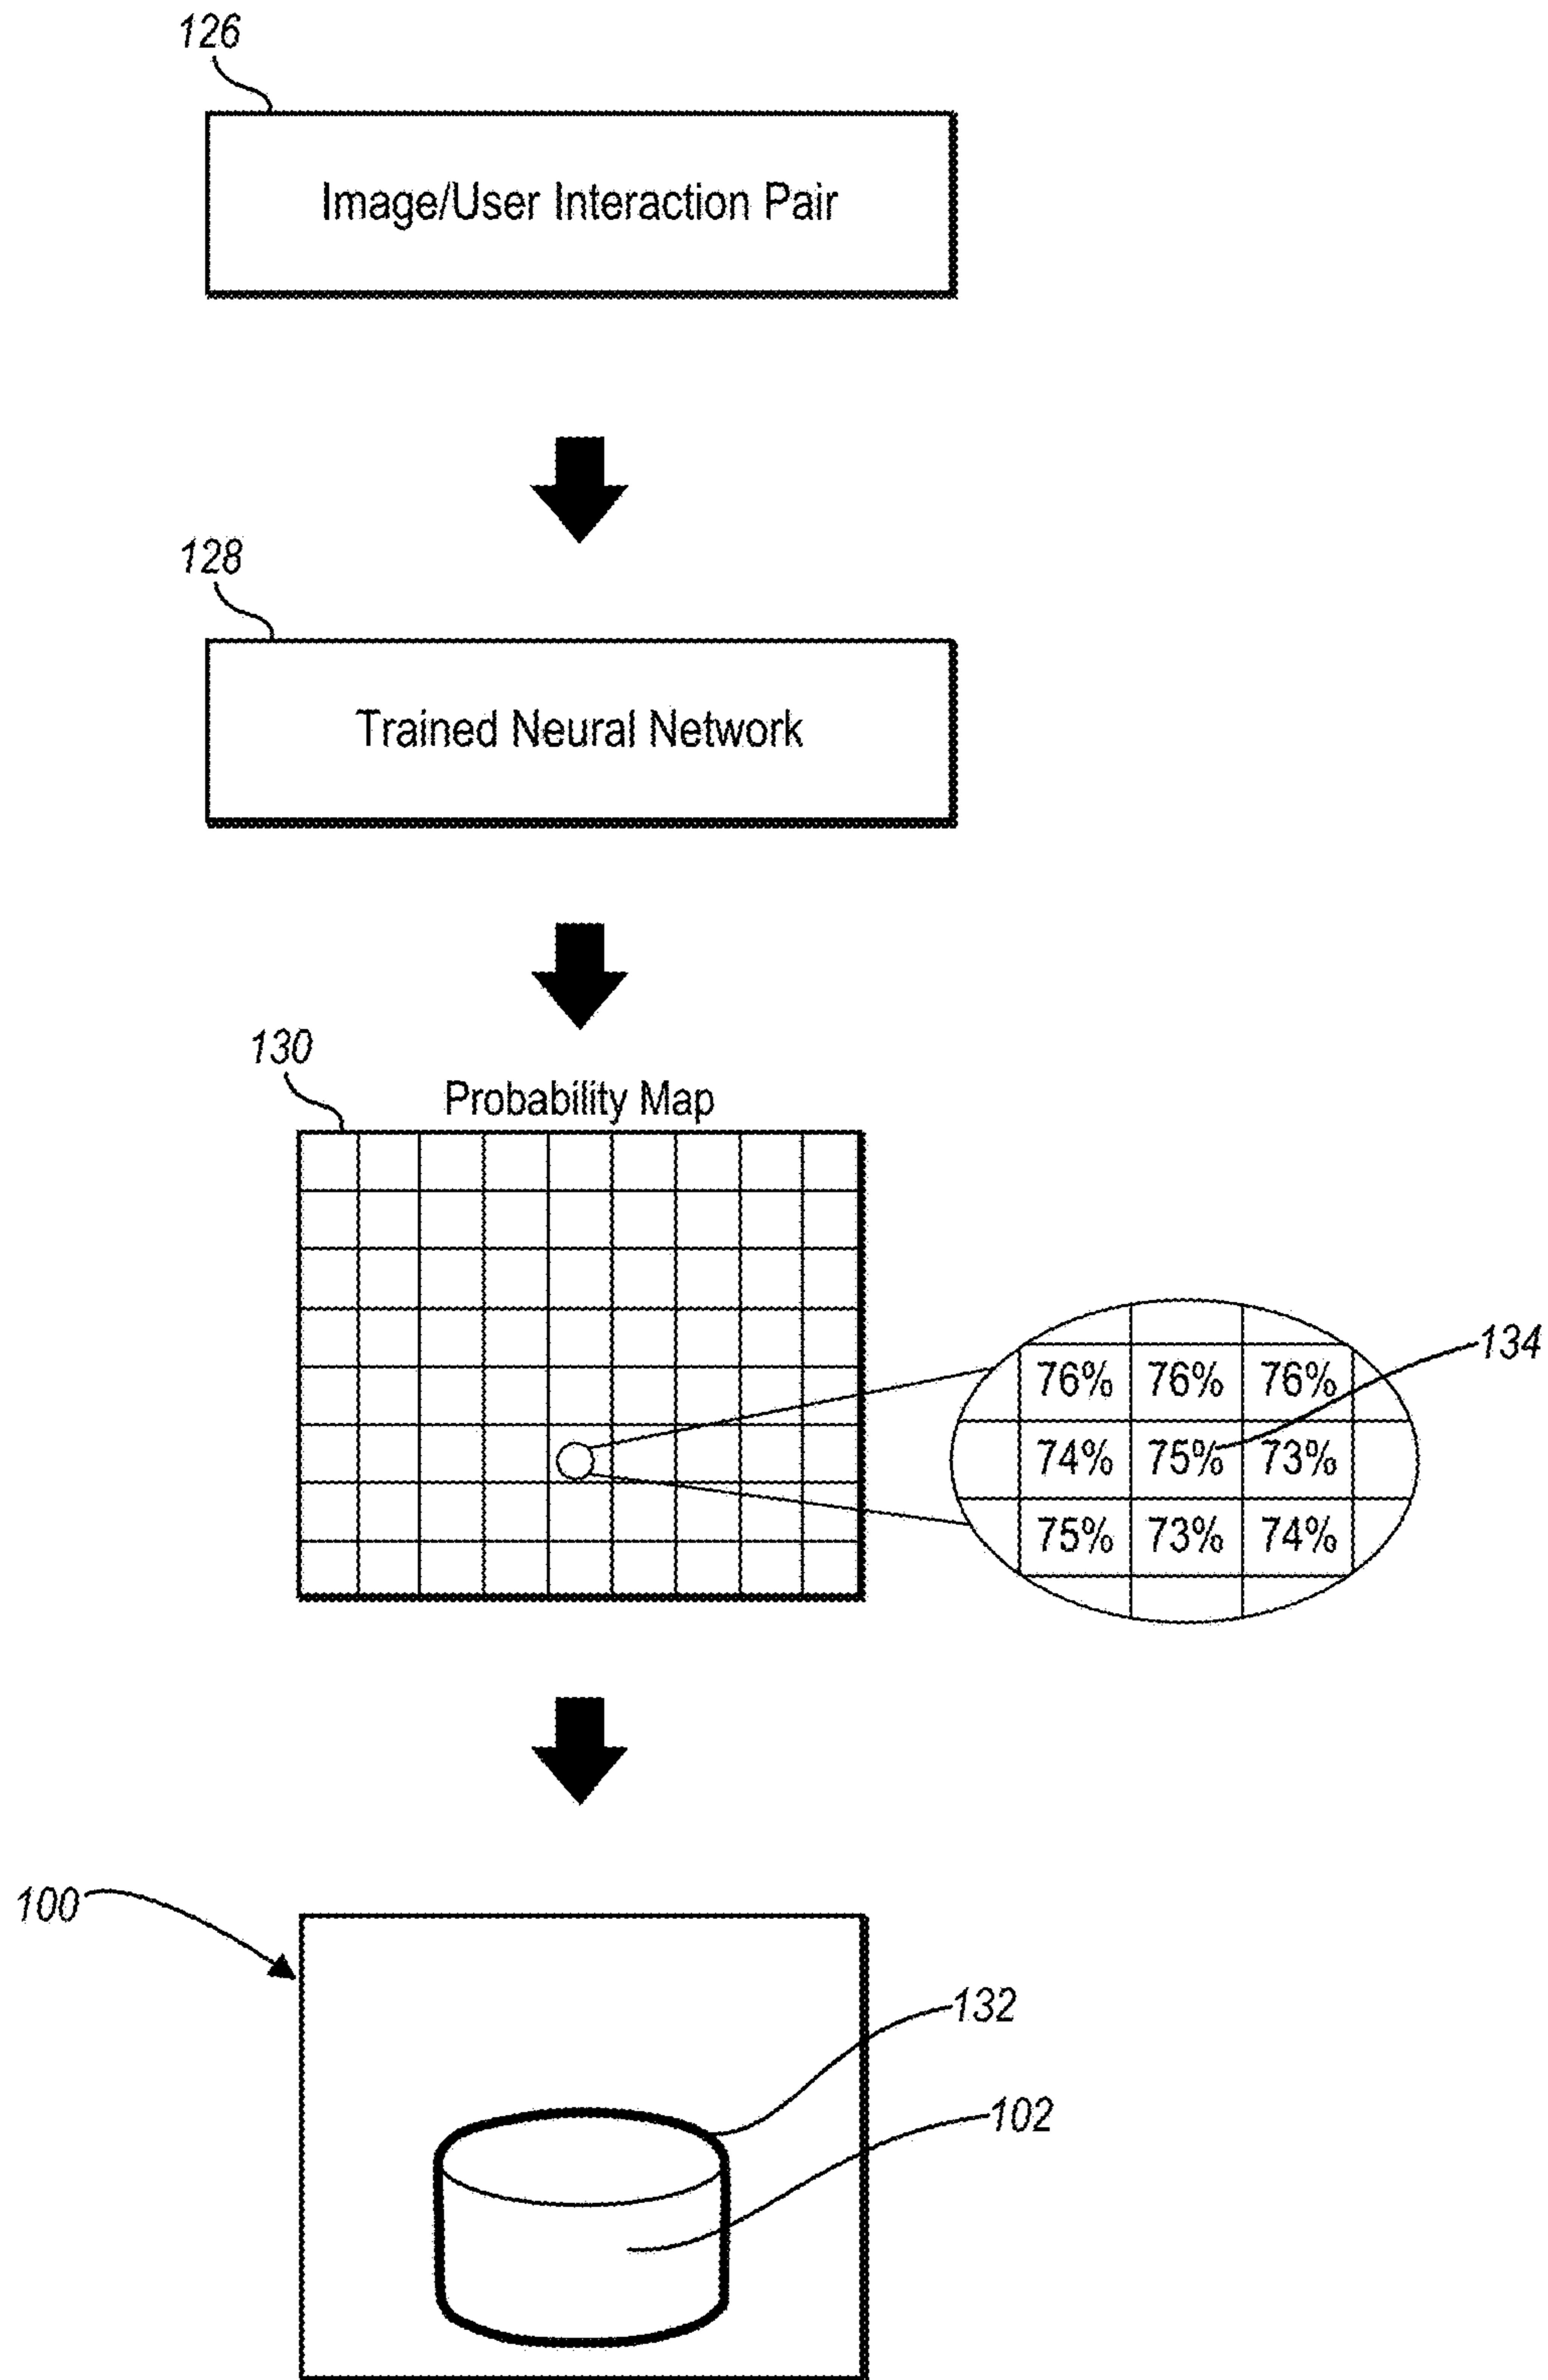 126
Image/User Interaction Pair
128
Trained Neural Network
130
Probability Map
134
76% 76% 76%
74% 75% 73%
75% 73% 74%
100
132
102